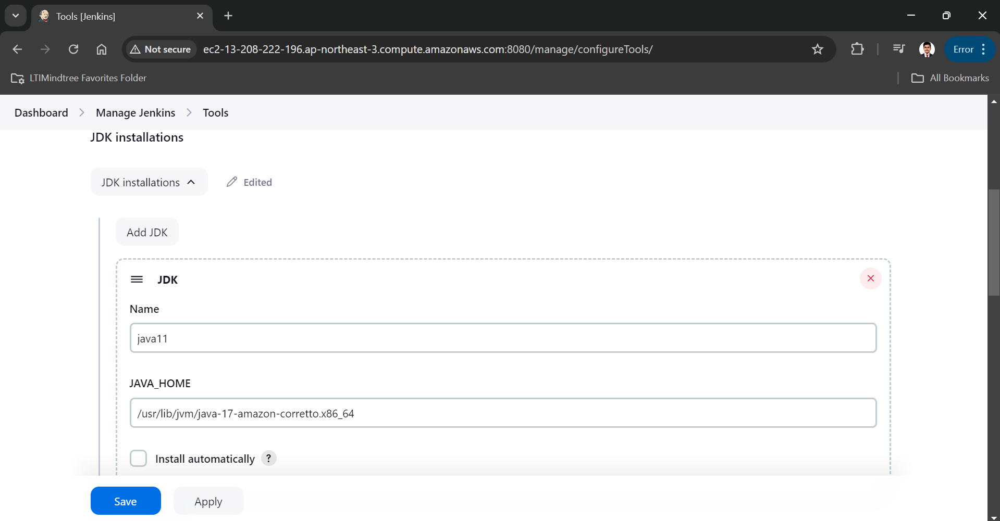 Tools [Jenkins]
Not secure
ec2-13-208-222-196.ap-northeast-3.compute.amazonaws.com:8080/manage/configureTools/
Error
LTIMindtree Favorites Folder
All Bookmarks
Dashboard
Manage Jenkins
Tools
JDK installations
JDK installations
Edited
Add JDK
JDK
Name
java11
JAVA_HOME
/usr/lib/jvm/java-17-amazon-corretto.x86_64
Install automatically ?
Save
Apply